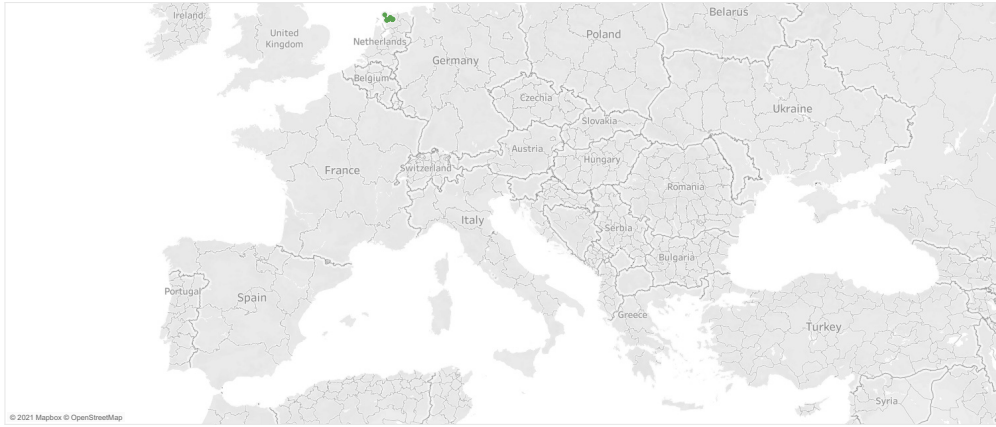 Ireland
United
Kingdom
Netherlands
Belgium
Germany
Poland
Belarus
Czechia
Slovakia
Ukraine
Austria
Hungary
Switzerland
France
Romania
Italy
Serbia
Bulgaria
Portugal
Spain
Greece
Turkey
Syria
© 2021 Mapbox © OpenStreetMap